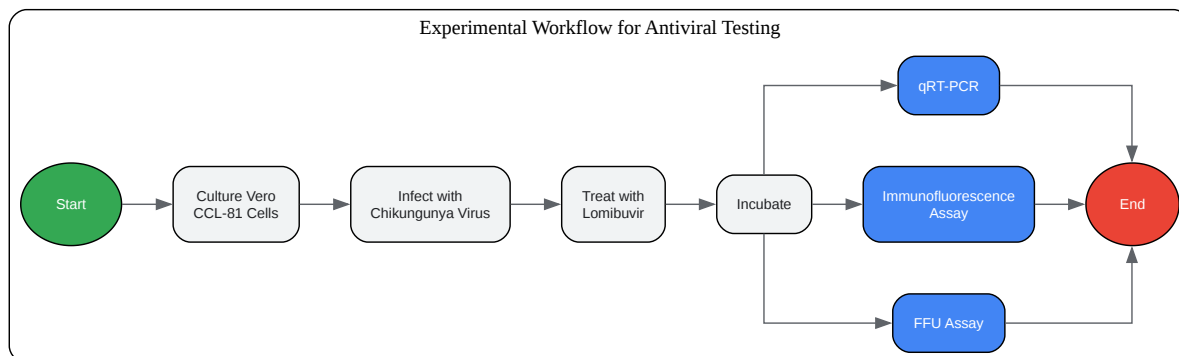 Experimental Workflow for Antiviral Testing
Start
Culture Vero
CCL-81 Cells
Infect with
Chikungunya Virus
Treat with
Lomibuvir
Incubate
qRT-PCR
Immunofluorescence
Assay
FFU Assay
End